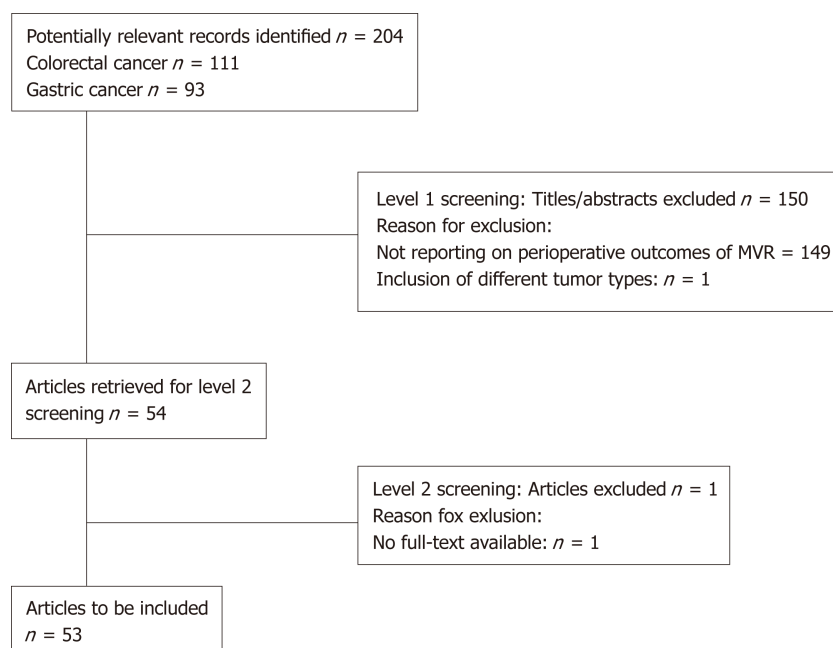 Potentially relevant records identified n = 204
Colorectal cancer n = 111
Gastric cancer n = 93
Level 1 screening: Titles/abstracts excluded n = 150
Reason for exclusion:
Not reporting on perioperative outcomes of MVR = 149
Inclusion of different tumor types: n = 1
Articles retrieved for level 2
screening n = 54
Level 2 screening: Articles excluded n = 1
Reason fox exlusion:
No full-text available: n = 1
Articles to be included
n = 53